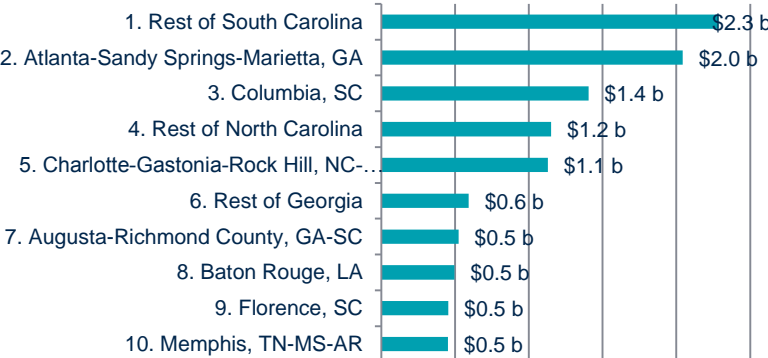 1. Rest of South Carolina $2.3 b
2. Atlanta-Sandy Springs-Marietta, GA $2.0 b
3. Columbia, SC $1.4 b
4. Rest of North Carolina $1.2 b
5. Charlotte-Gastonia-Rock Hill, NC-… $1.1 b
6. Rest of Georgia $0.6 b
7. Augusta-Richmond County, GA-SC $0.5 b
8. Baton Rouge, LA $0.5 b
9. Florence, SC $0.5 b
10. Memphis, TN-MS-AR $0.5 b